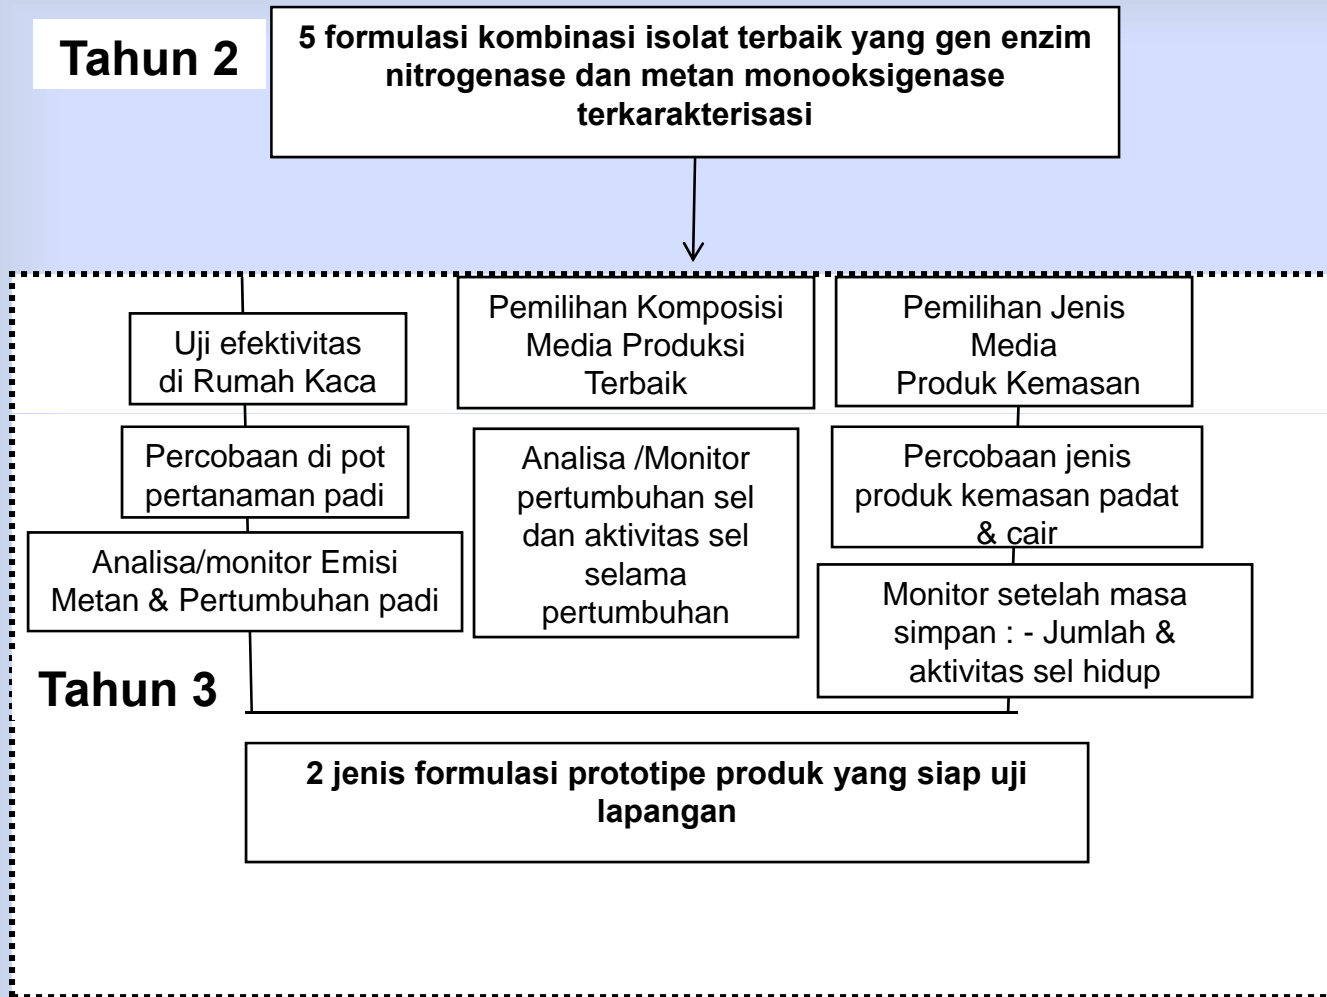 Tahun 2
5 formulasi kombinasi isolat terbaik yang gen enzim
nitrogenase dan metan monooksigenase
terkarakterisasi
Uji efektivitas
di Rumah Kaca
Percobaan di pot
pertanaman padi
Analisa/monitor Emisi
Metan & Pertumbuhan padi
Pemilihan Komposisi
Media Produksi
Terbaik
Analisa /Monitor
pertumbuhan sel
dan aktivitas sel
selama
pertumbuhan
Pemilihan Jenis
Media
Produk Kemasan
Percobaan jenis
produk kemasan padat
& cair
Monitor setelah masa
simpan : - Jumlah &
aktivitas sel hidup
Tahun 3
2 jenis formulasi prototipe produk yang siap uji
lapangan